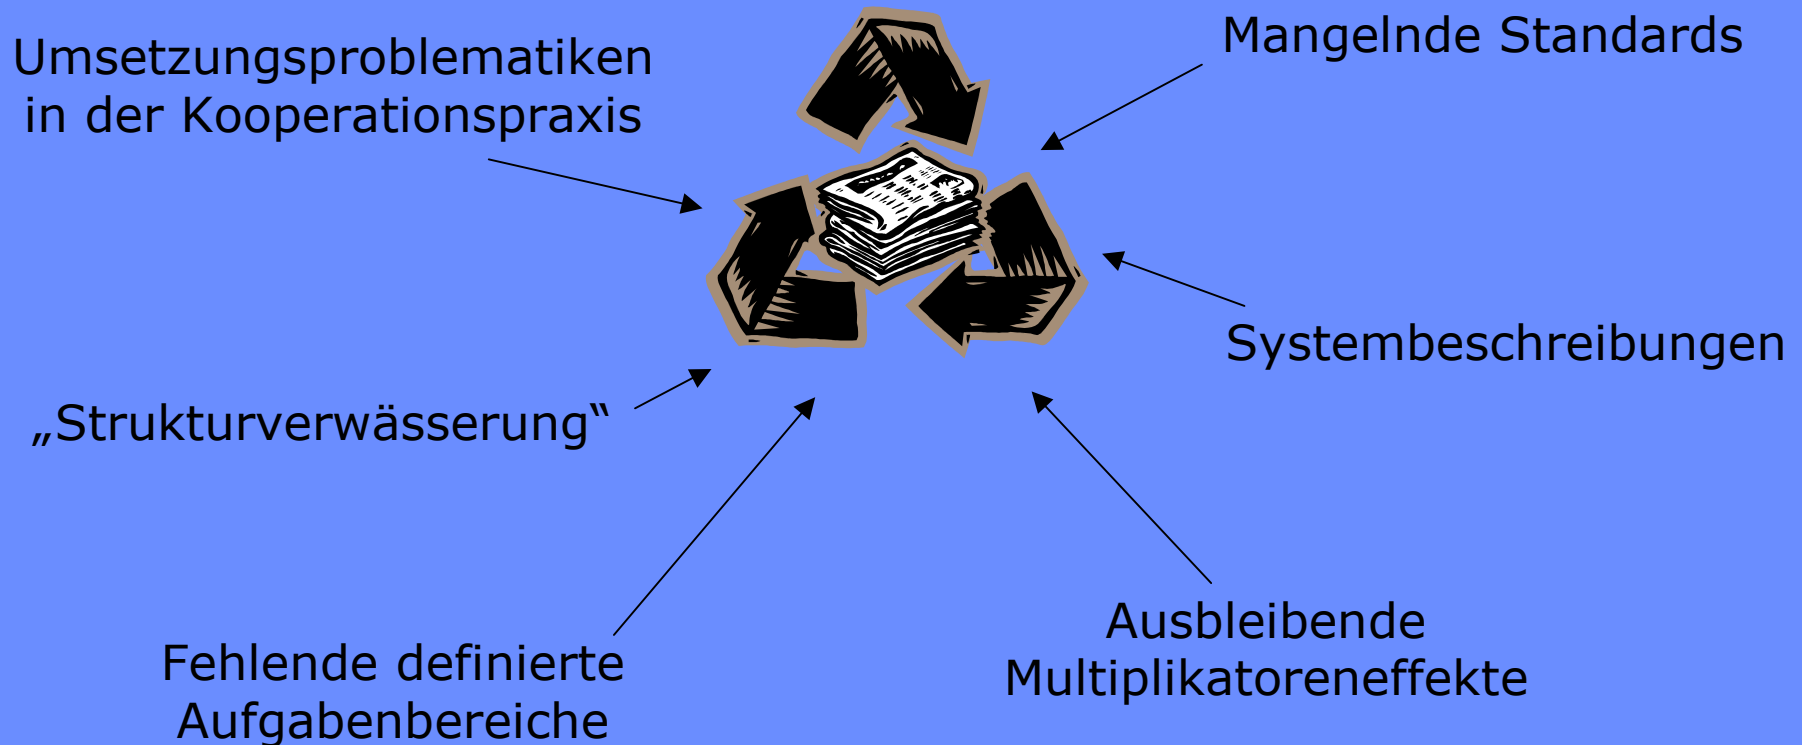 Umsetzungsproblematiken
in der Kooperationspraxis
Mangelnde Standards
Systembeschreibungen
„Strukturverwässerung“
Fehlende definierte
Aufgabenbereiche
Ausbleibende
Multiplikatoreneffekte